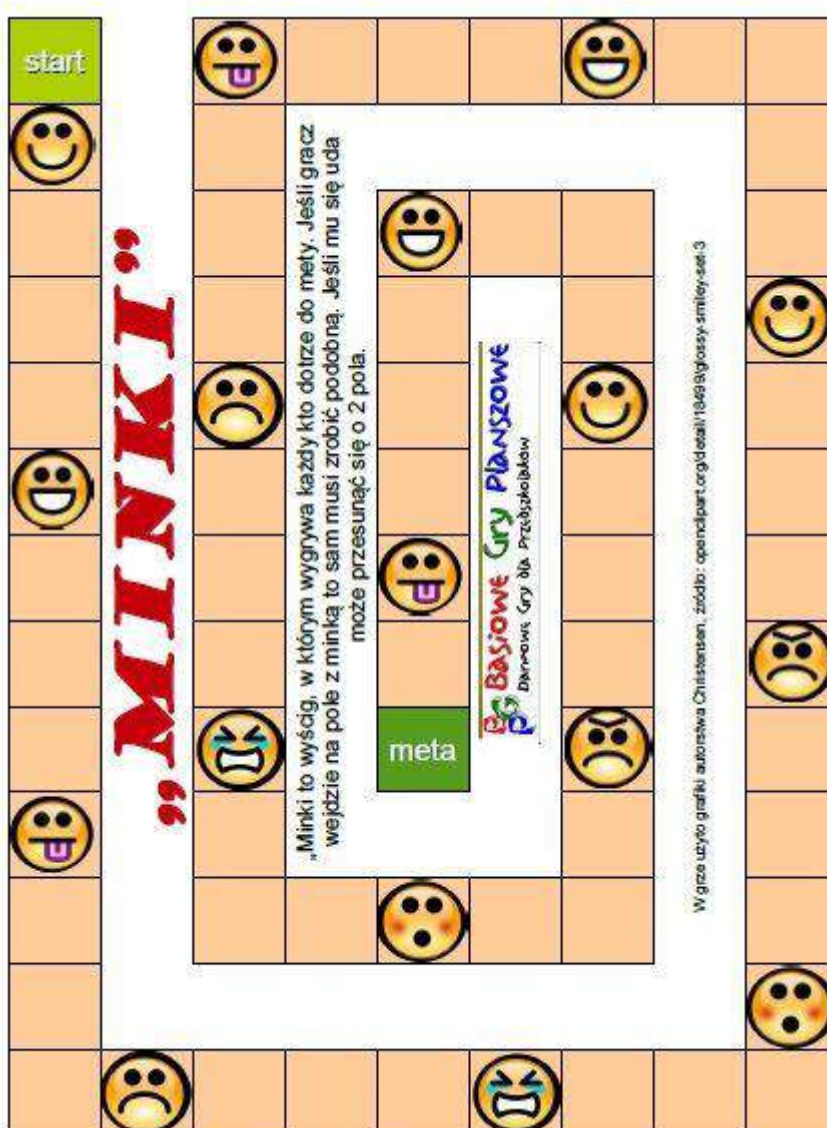 start
„MINKI”
„Minki to wyścig, w którym wygrywa każdy kto dotrze do mety. Jeśli gracz
wejdzie na pole z minką to sam musi zrobić podobną. Jeśli mu się uda
może przesunąć się o 2 pola.
meta
BGP Basiowe Gry Planszowe
Darmowe Gry dla Przedszkolaków
W grze użyto grafiki autorstwa Christensen, źródło: openclipart.org/detail/18499/glossy-smiley-set-3